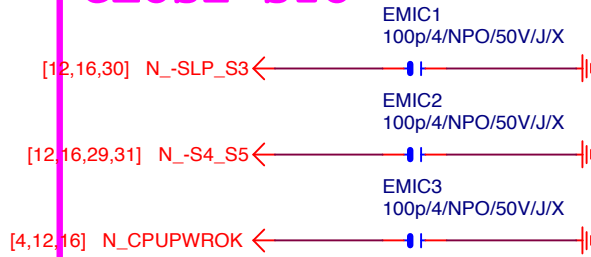 EMIC1
100p/4/NPO/50V/J/X
[12,16,30] N_-SLP_S3
EMIC2
100p/4/NPO/50V/J/X
[12,16,29,31] N_-S4_S5
EMIC3
100p/4/NPO/50V/J/X
[4,12,16] N_CPUPWROK